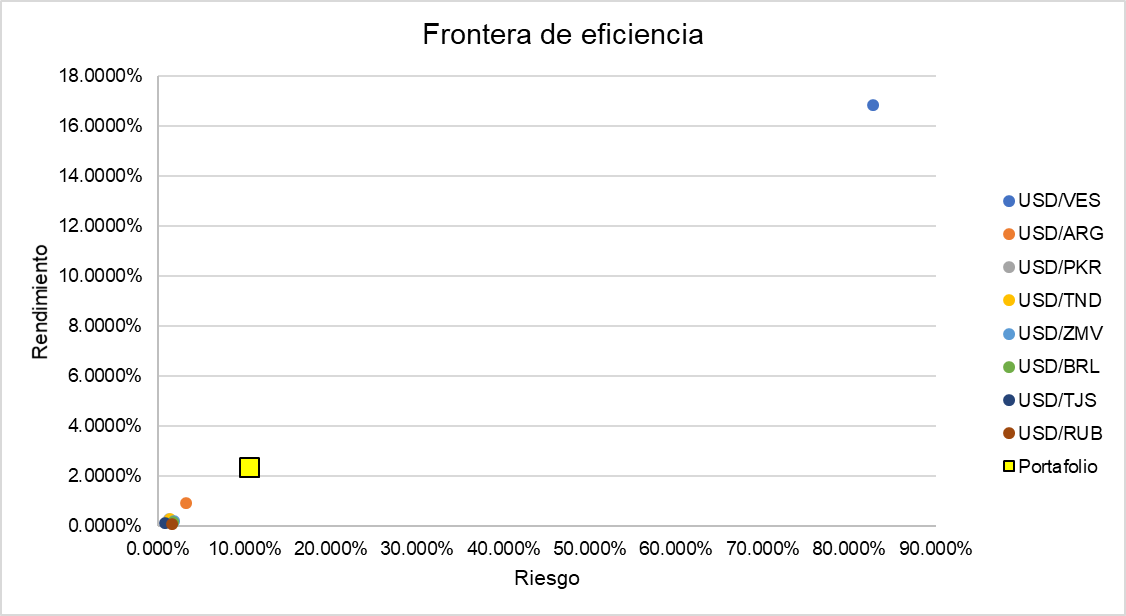 Frontera de eficiencia
18.0000%
16.0000%
14.0000%
12.0000%
10.0000%
8.0000%
6.0000%
4.0000%
2.0000%
0.0000%
0.000% 10.000% 20.000% 30.000% 40.000% 50.000% 60.000% 70.000% 80.000% 90.000%
Rendimiento
Riesgo
USD/VES
USD/ARG
USD/PKR
USD/TND
USD/ZMV
USD/BRL
USD/TJS
USD/RUB
Portafolio